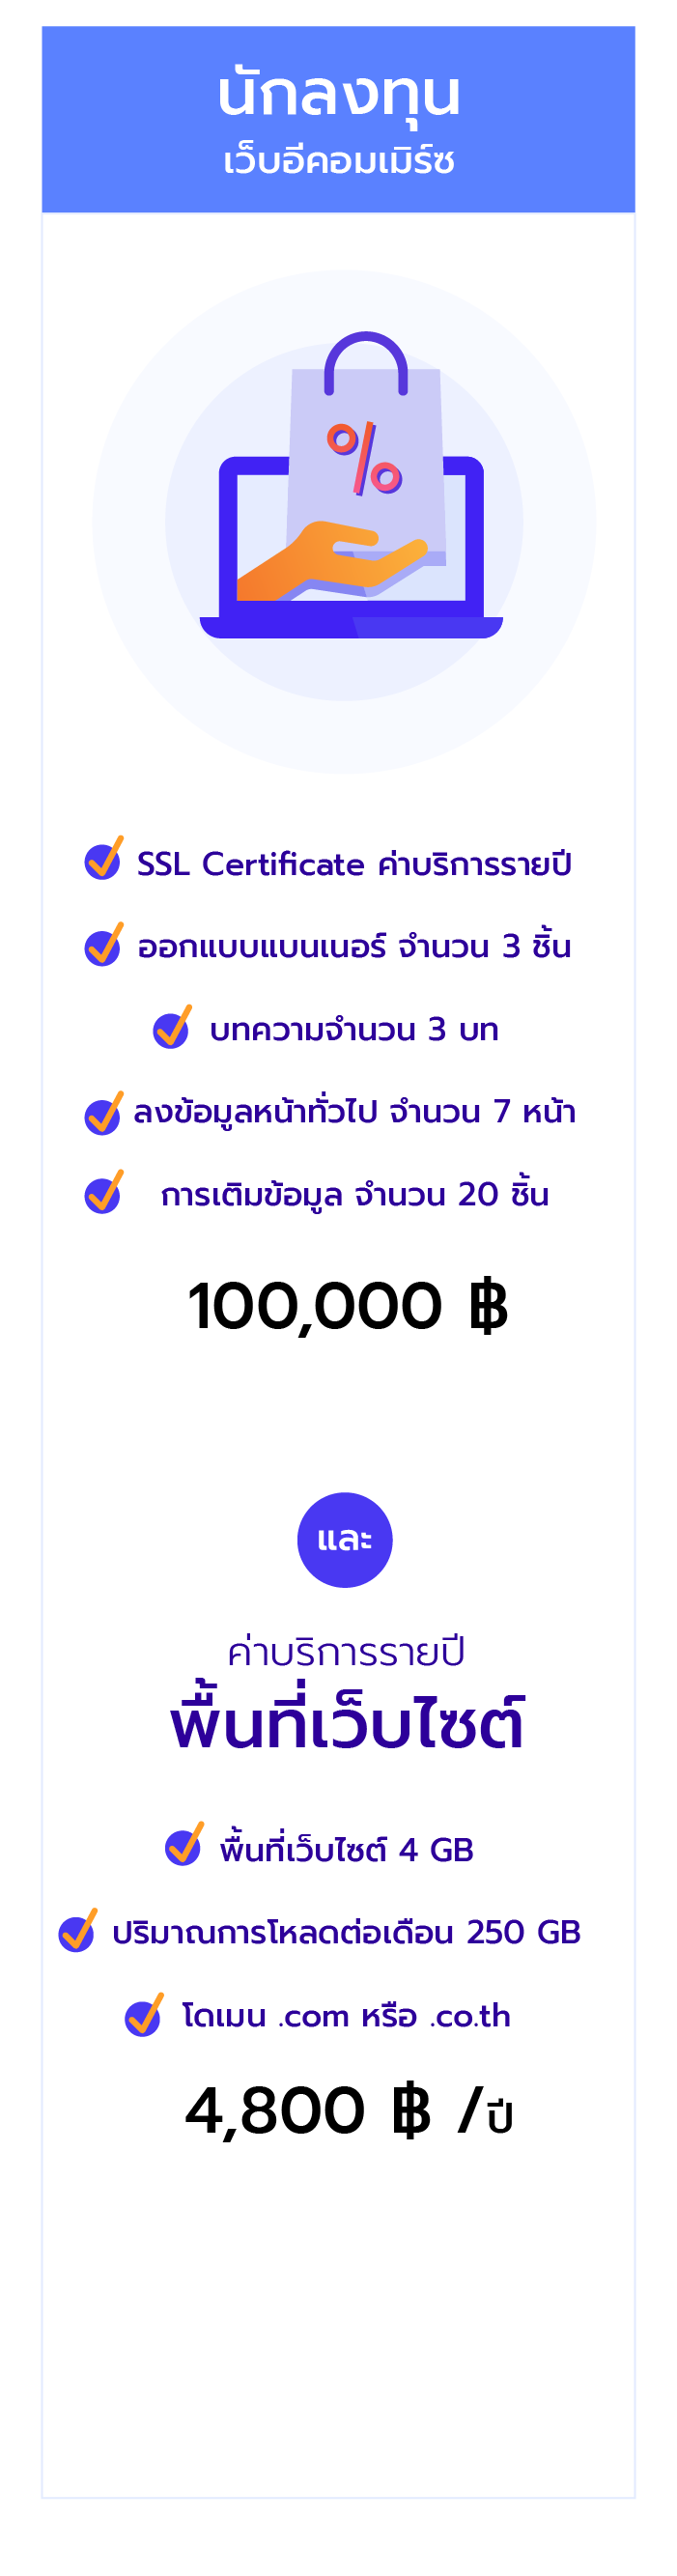 นักลงทุน
เว็บอีคอมเมิร์ซ
%
SSL Certificate ค่าบริการรายปี
ออกแบบแบนเนอร์ จำนวน 3 ชิ้น
บทความจำนวน 3 บท
ลงข้อมูลหน้าทั่วไป จำนวน 7 หน้า
การเติมข้อมูล จำนวน 20 ชิ้น
100,000 ฿
และ
ค่าบริการรายปี
พื้นที่เว็บไซต์
พื้นที่เว็บไซต์ 4 GB
ปริมาณการโหลดต่อเดือน 250 GB
โดเมน .com หรือ .co.th
4,800 ฿ /ปี